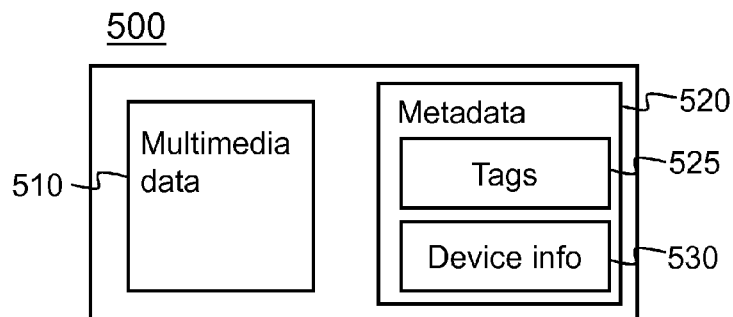 500
Metadata
520
Multimedia
data
510
Tags
525
Device info
530